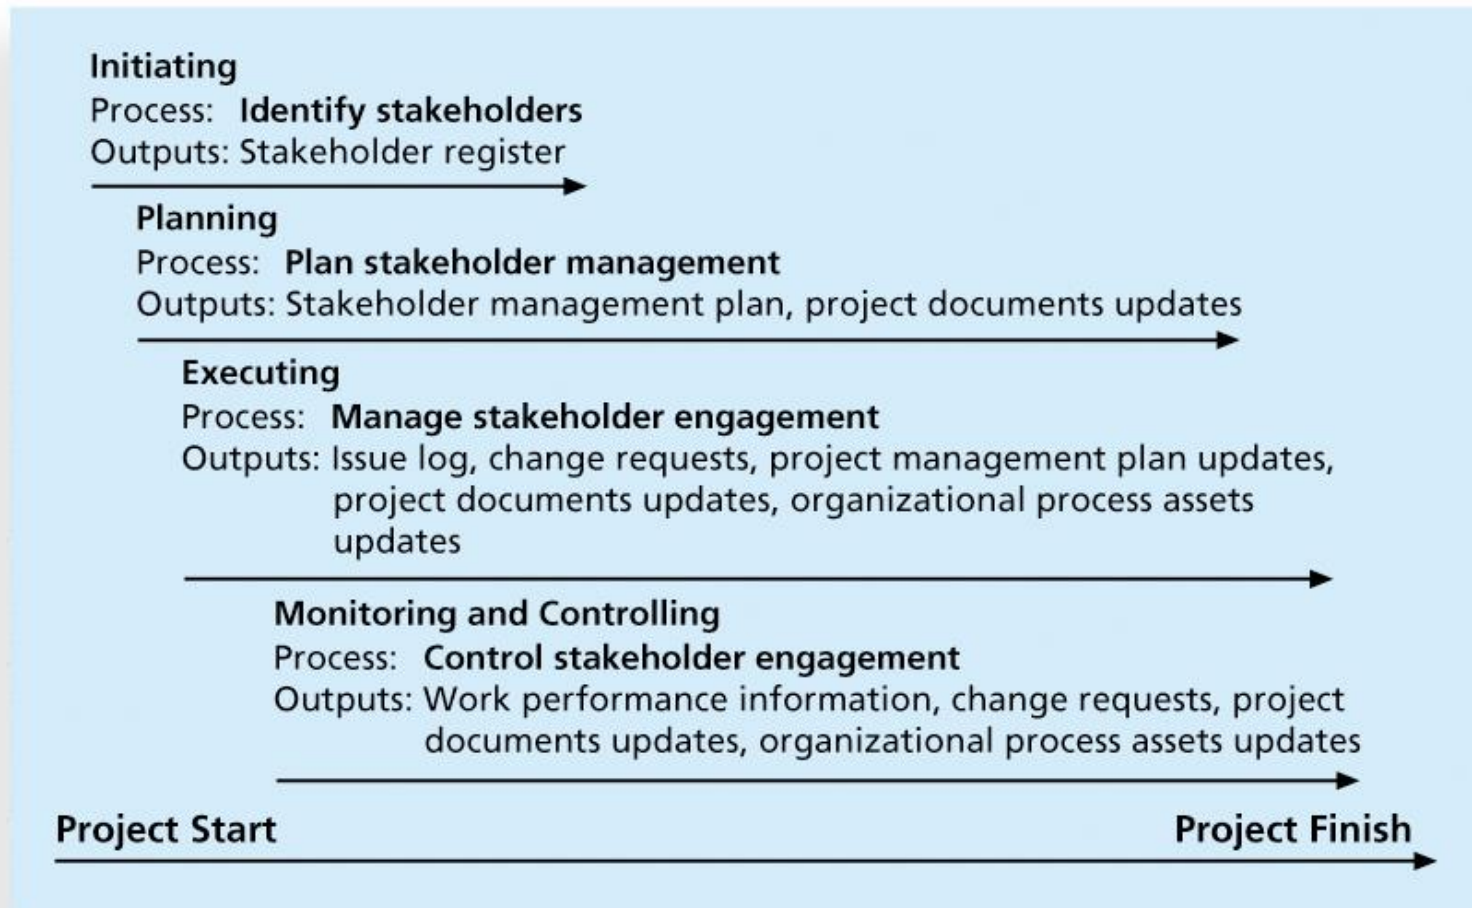 Initiating
Process: Identify stakeholders
Outputs: Stakeholder register
Planning
Process: Plan stakeholder management
Outputs: Stakeholder management plan, project documents updates
Executing
Process: Manage stakeholder engagement
Outputs: Issue log, change requests, project management plan updates,
project documents updates, organizational process assets
updates
Monitoring and Controlling
Process: Control stakeholder engagement
Outputs: Work performance information, change requests, project
documents updates, organizational process assets updates
Project Start Project Finish